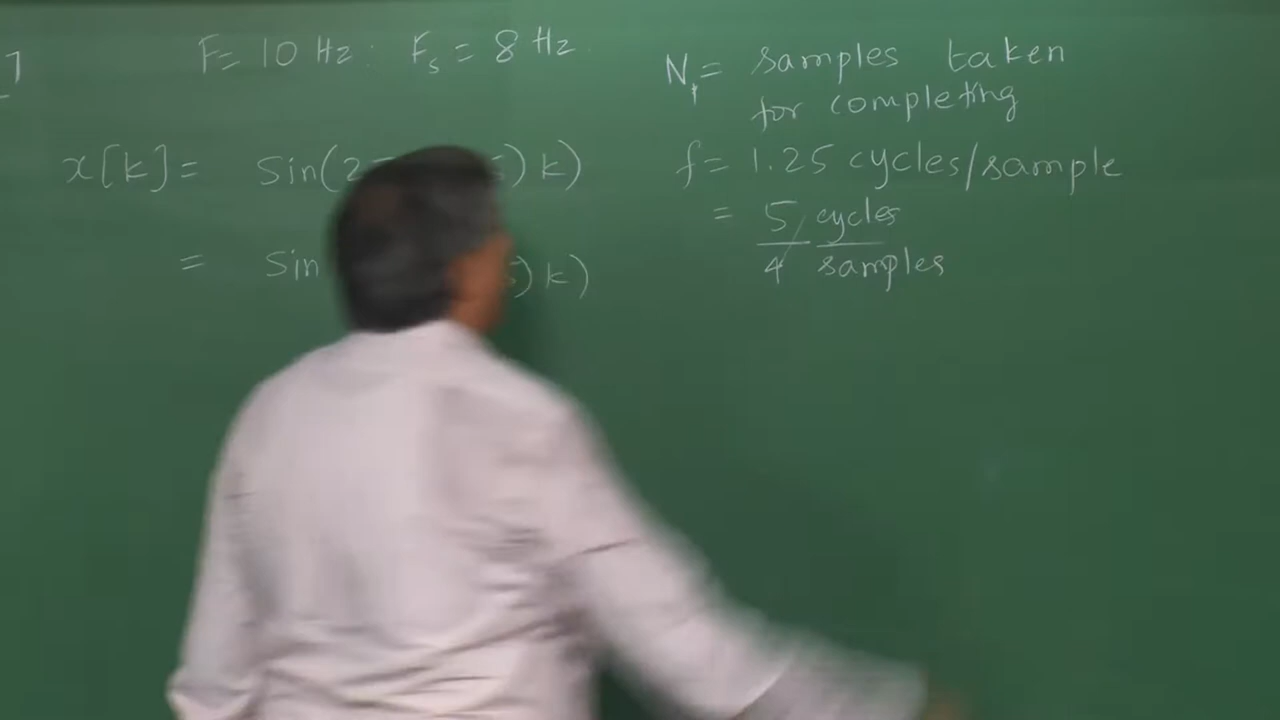 F = 10 Hz : Fs = 8 Hz
x[k] = sin(2 ) k)
= sin ) k)
Np = samples taken
for completing
f = 1.25 cycles/sample
= 5/4 cycles/samples